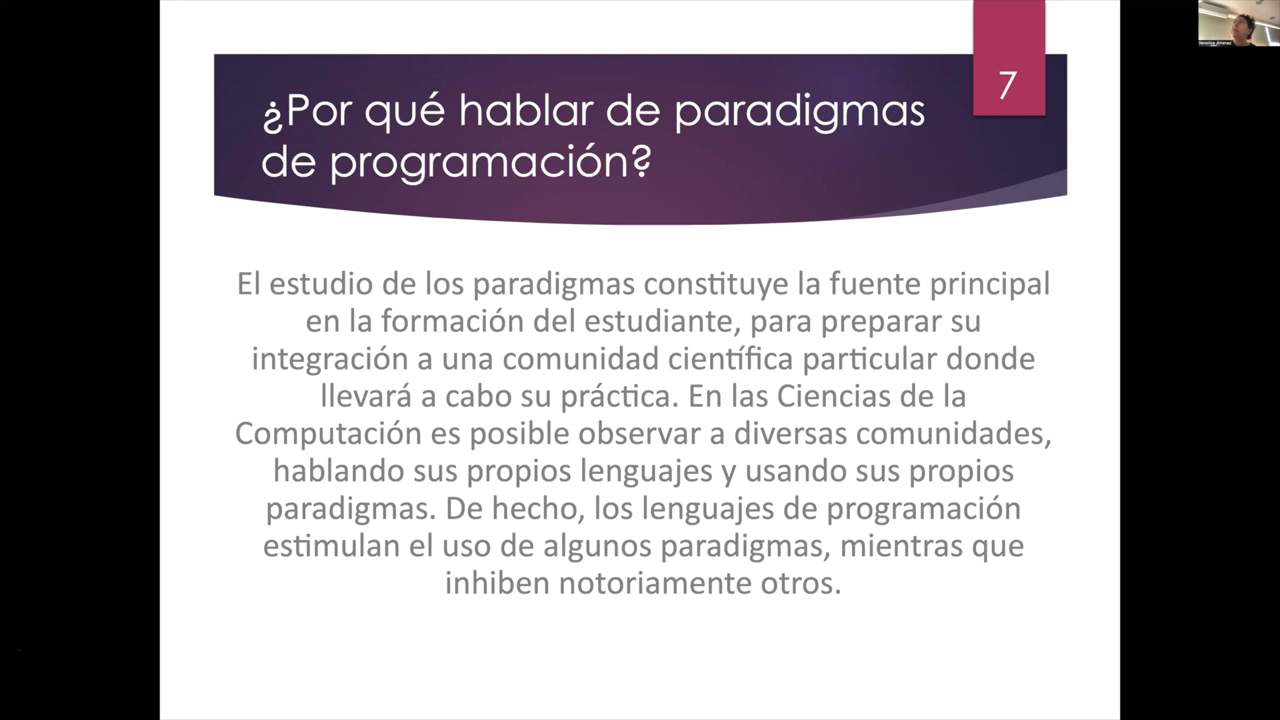 ¿Por qué hablar de paradigmas
de programación?
7
El estudio de los paradigmas constituye la fuente principal
en la formación del estudiante, para preparar su
integración a una comunidad científica particular donde
llevará a cabo su práctica. En las Ciencias de la
Computación es posible observar a diversas comunidades,
hablando sus propios lenguajes y usando sus propios
paradigmas. De hecho, los lenguajes de programación
estimulan el uso de algunos paradigmas, mientras que
inhiben notoriamente otros.